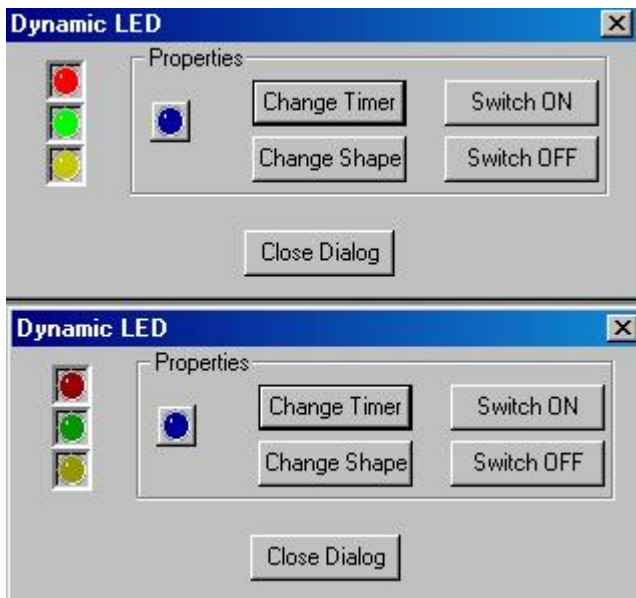 Dynamic LED
Properties
Change Timer
Switch ON
Change Shape
Switch OFF
Close Dialog
Dynamic LED
Properties
Change Timer
Switch ON
Change Shape
Switch OFF
Close Dialog